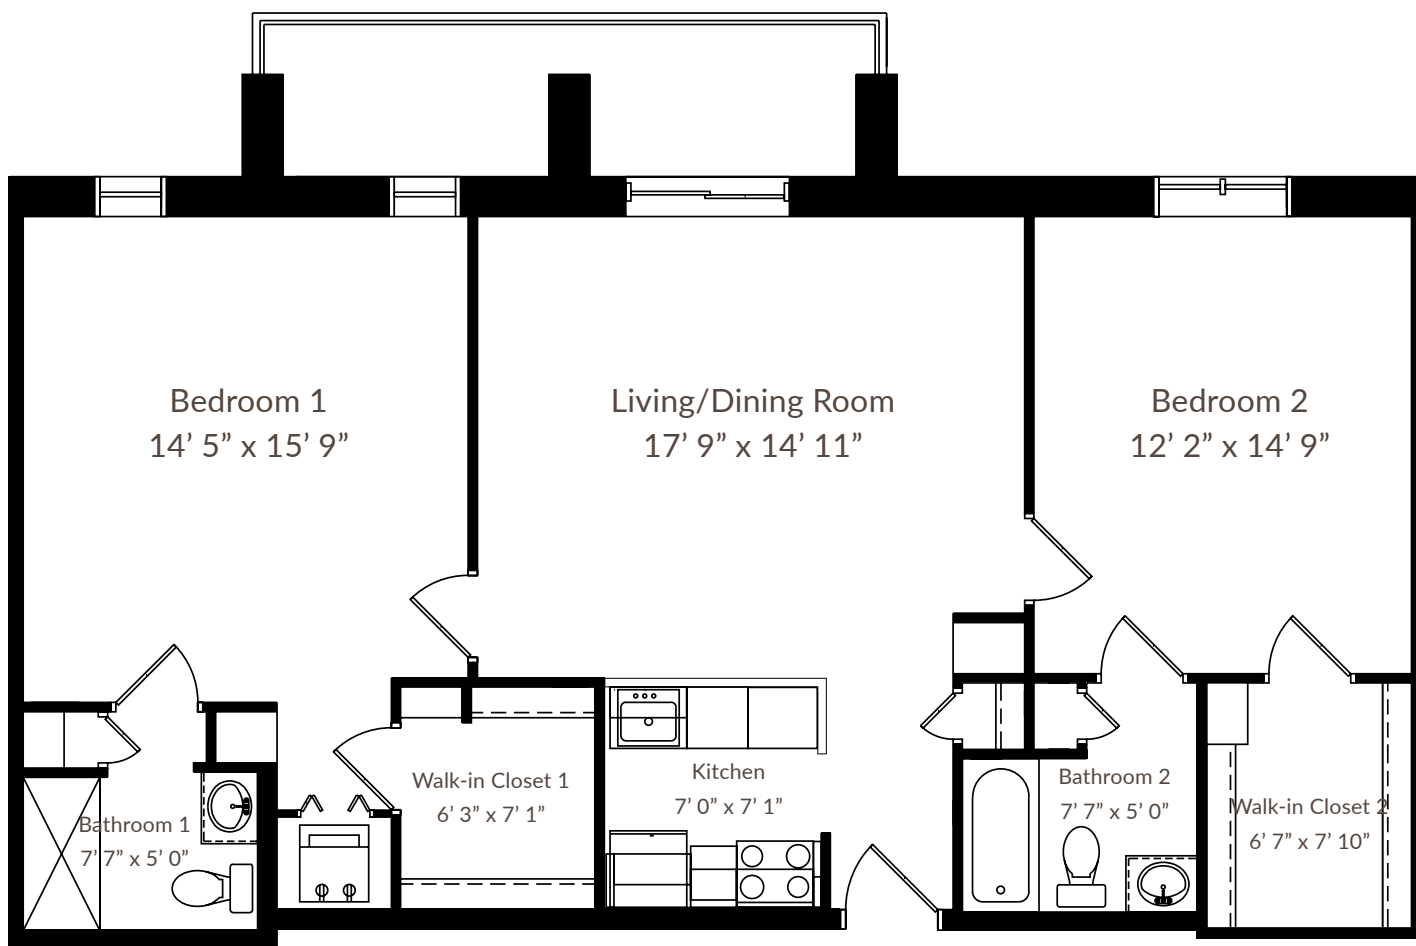 Bedroom 1
14’ 5” x 15’ 9”
Living/Dining Room
17’ 9” x 14’ 11”
Bedroom 2
12’ 2” x 14’ 9”
Bathroom 1
7’ 7” x 5’ 0”
Walk-in Closet 1
6’ 3” x 7’ 1”
Kitchen
7’ 0” x 7’ 1”
Bathroom 2
7’ 7” x 5’ 0”
Walk-in Closet 2
6’ 7” x 7’ 10”